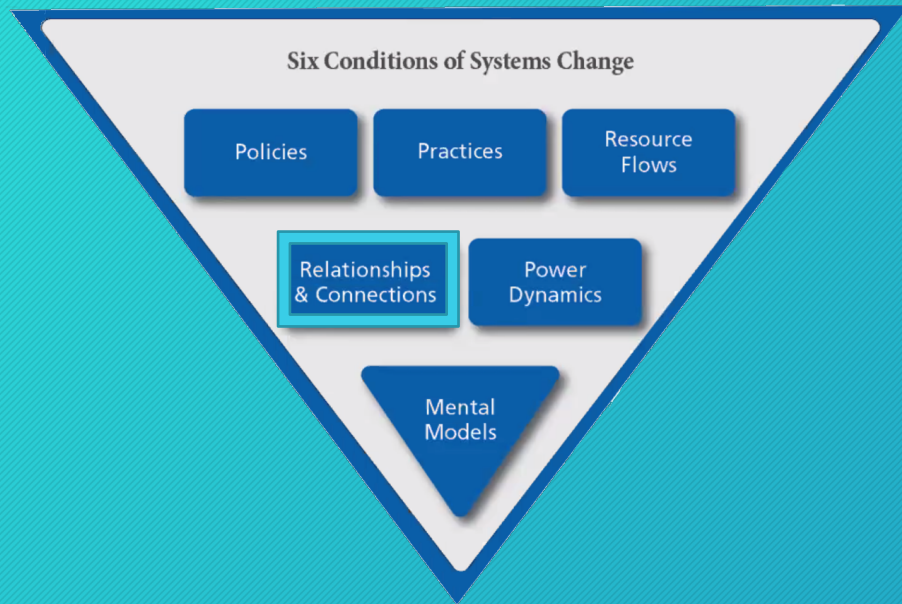 Six Conditions of Systems Change
Policies
Practices
Resource
Flows
Relationships
& Connections
Power
Dynamics
Mental
Models